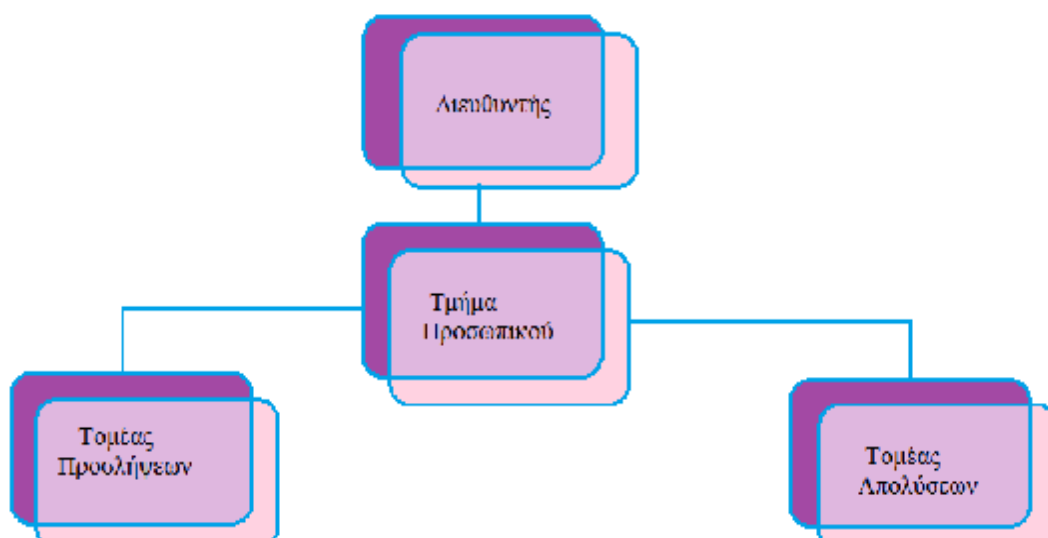 Διευθυντής
Τμήμα
Προσωπικού
Τομέας
Προσλήψεων
Τομέας
Απολύσεων